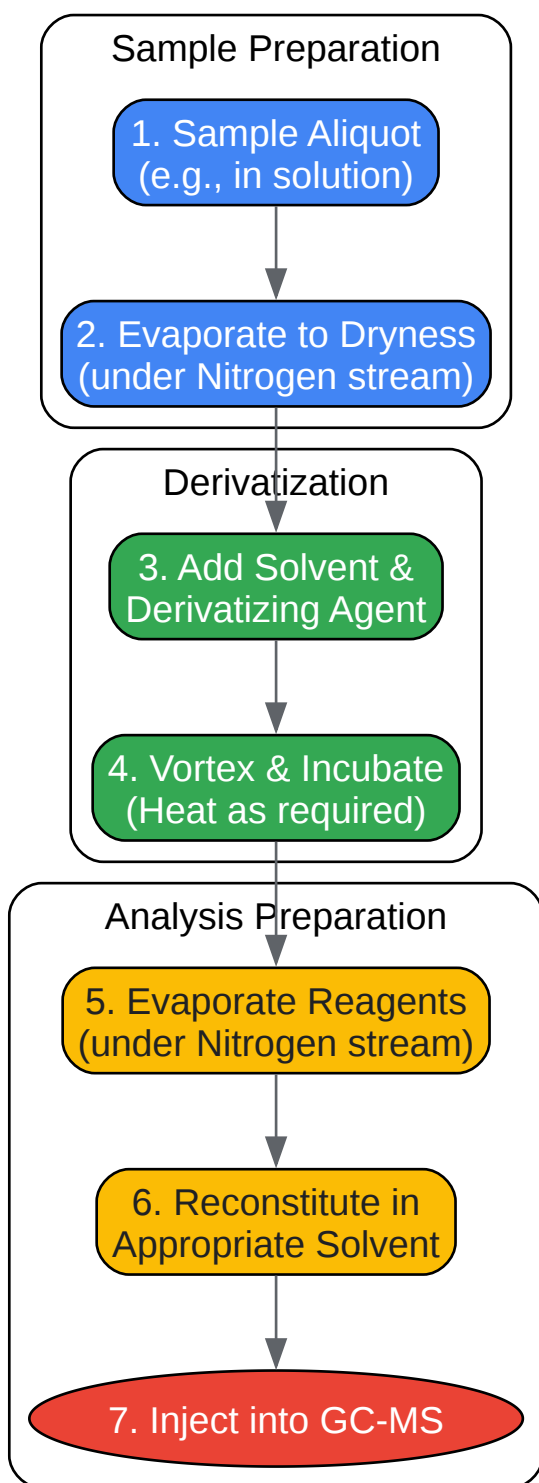 Sample Preparation
1. Sample Aliquot
(e.g., in solution)
2. Evaporate to Dryness
(under Nitrogen stream)
Derivatization
3. Add Solvent &
Derivatizing Agent
4. Vortex & Incubate
(Heat as required)
Analysis Preparation
5. Evaporate Reagents
(under Nitrogen stream)
6. Reconstitute in
Appropriate Solvent
7. Inject into GC-MS